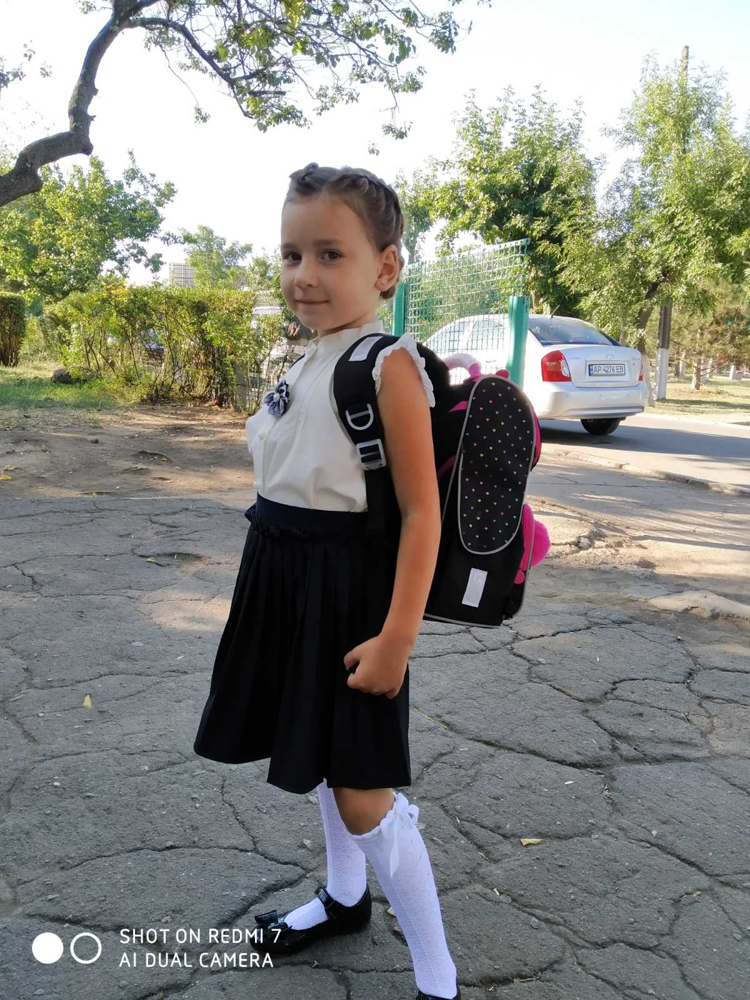 AP 4276 EB
SHOT ON REDMI 7
AI DUAL CAMERA